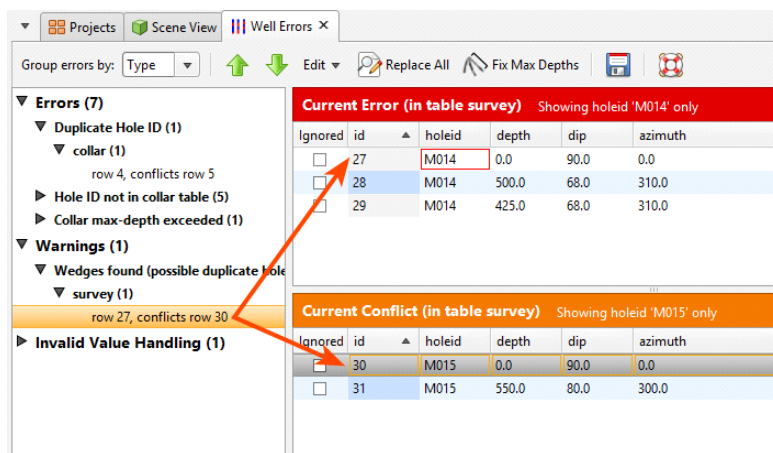 Projects Scene View Well Errors
Group errors by: Type Edit Replace All Fix Max Depths
Errors (7)
Duplicate Hole ID (1)
collar (1)
row 4, conflicts row 5
Hole ID not in collar table (5)
Collar max-depth exceeded (1)
Warnings (1)
Wedges found (possible duplicate hole
survey (1)
row 27, conflicts row 30
Invalid Value Handling (1)
Current Error (in table survey) Showing holeid 'M014' only
Ignored id holeid depth dip azimuth
27 M014 0.0 90.0 0.0
28 M014 500.0 68.0 310.0
29 M014 425.0 68.0 310.0
Current Conflict (in table survey) Showing holeid 'M015' only
Ignored id holeid depth dip azimuth
30 M015 0.0 90.0 0.0
31 M015 550.0 80.0 300.0